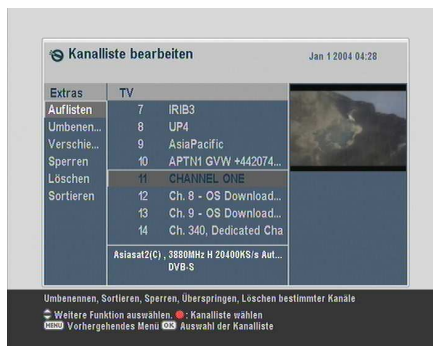 Kanalliste bearbeiten
Jan 1 2004 04:28
Extras
TV
Auflisten
7 IRIB3
Umbenen...
8 UP4
Verschie...
9 AsiaPacific
Sperren
10 APTN1 GVW +442074...
Löschen
11 CHANNEL ONE
Sortieren
12 Ch. 8 - OS Download...
13 Ch. 9 - OS Download...
14 Ch. 340, Dedicated Cha
Asiasat2(C) , 3880MHz H 20400KS/s Aut...
DVB-S
Umbenennen, Sortieren, Sperren, Überspringen, Löschen bestimmter Kanäle
Weitere Funktion auswählen. : Kanalliste wählen
MENU Vorhergehendes Menü OK Auswahl der Kanalliste